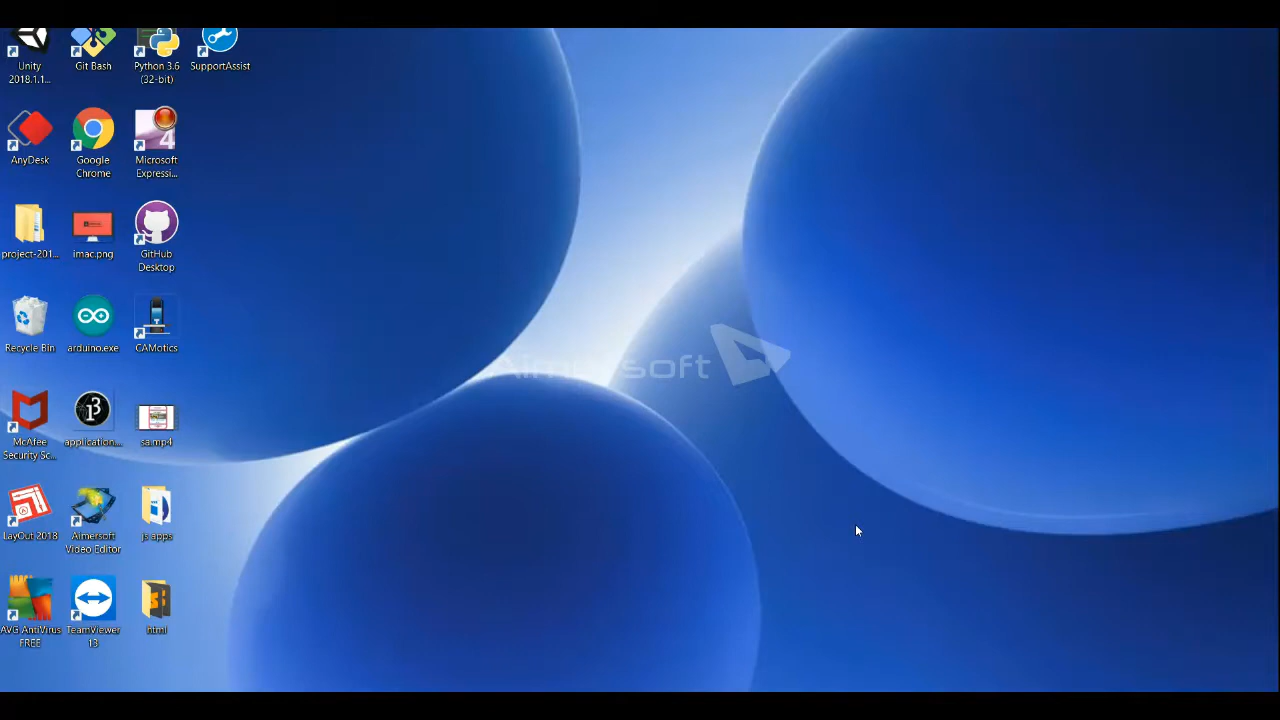 Unity
2018.1.1...
Git Bash
Python 3.6
(32-bit)
SupportAssist
AnyDesk
Google
Chrome
Microsoft
Expressi...
4
project-201...
imac.png
GitHub
Desktop
Recycle Bin
arduino.exe
CAMotics
McAfee
Security Sc...
application...
sa.mp4
LayOut 2018
Aimersoft
Video Editor
js apps
AVG AntiVirus
FREE
TeamViewer
13
html
Aimersoft